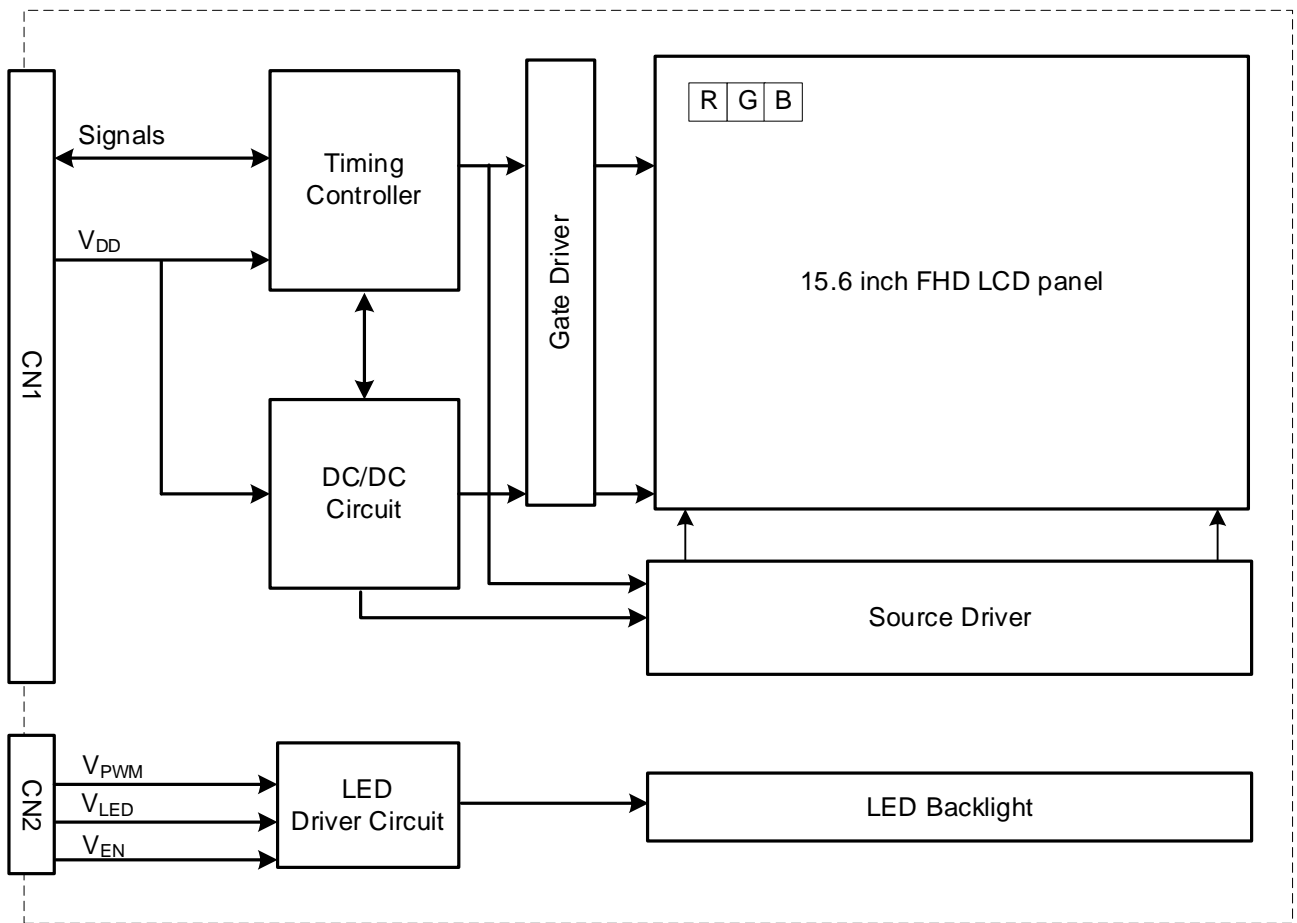 R G B
Signals
Timing
Controller
VDD
Gate Driver
15.6 inch FHD LCD panel
CN1
DC/DC
Circuit
Source Driver
CN2
VPWM
VLED
VEN
LED
Driver Circuit
LED Backlight